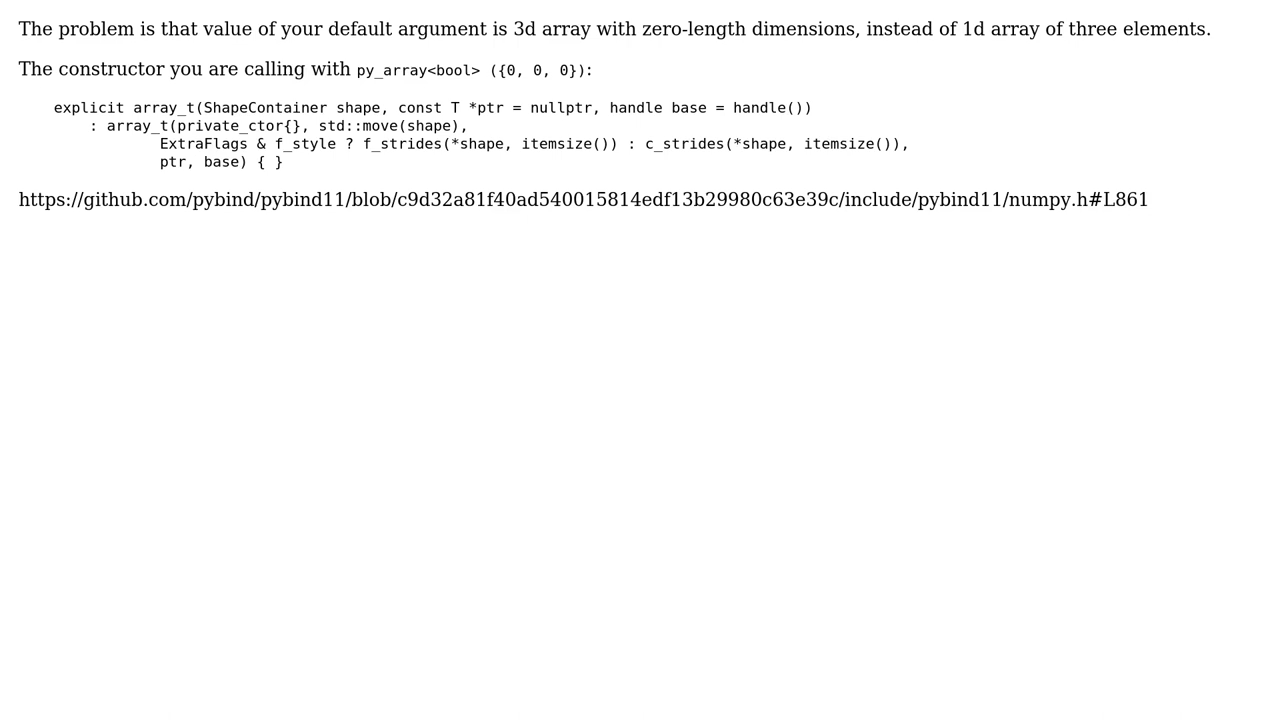 The problem is that value of your default argument is 3d array with zero-length dimensions, instead of 1d array of three elements.
The constructor you are calling with py_array<bool> ({0, 0, 0}):
explicit array_t(ShapeContainer shape, const T *ptr = nullptr, handle base = handle())
    : array_t(private_ctor{}, std::move(shape),
            ExtraFlags & f_style ? f_strides(*shape, itemsize()) : c_strides(*shape, itemsize()),
            ptr, base) { }
https://github.com/pybind/pybind11/blob/c9d32a81f40ad540015814edf13b29980c63e39c/include/pybind11/numpy.h#L861